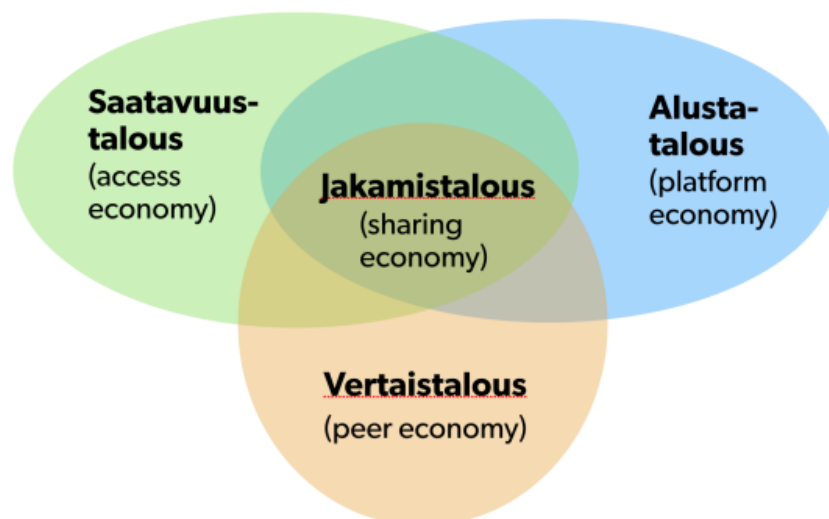 Saatavuus-
talous
(access
economy)
Jakamistalous
(sharing
economy)
Alusta-
talous
(platform
economy)
Vertaistalous
(peer economy)